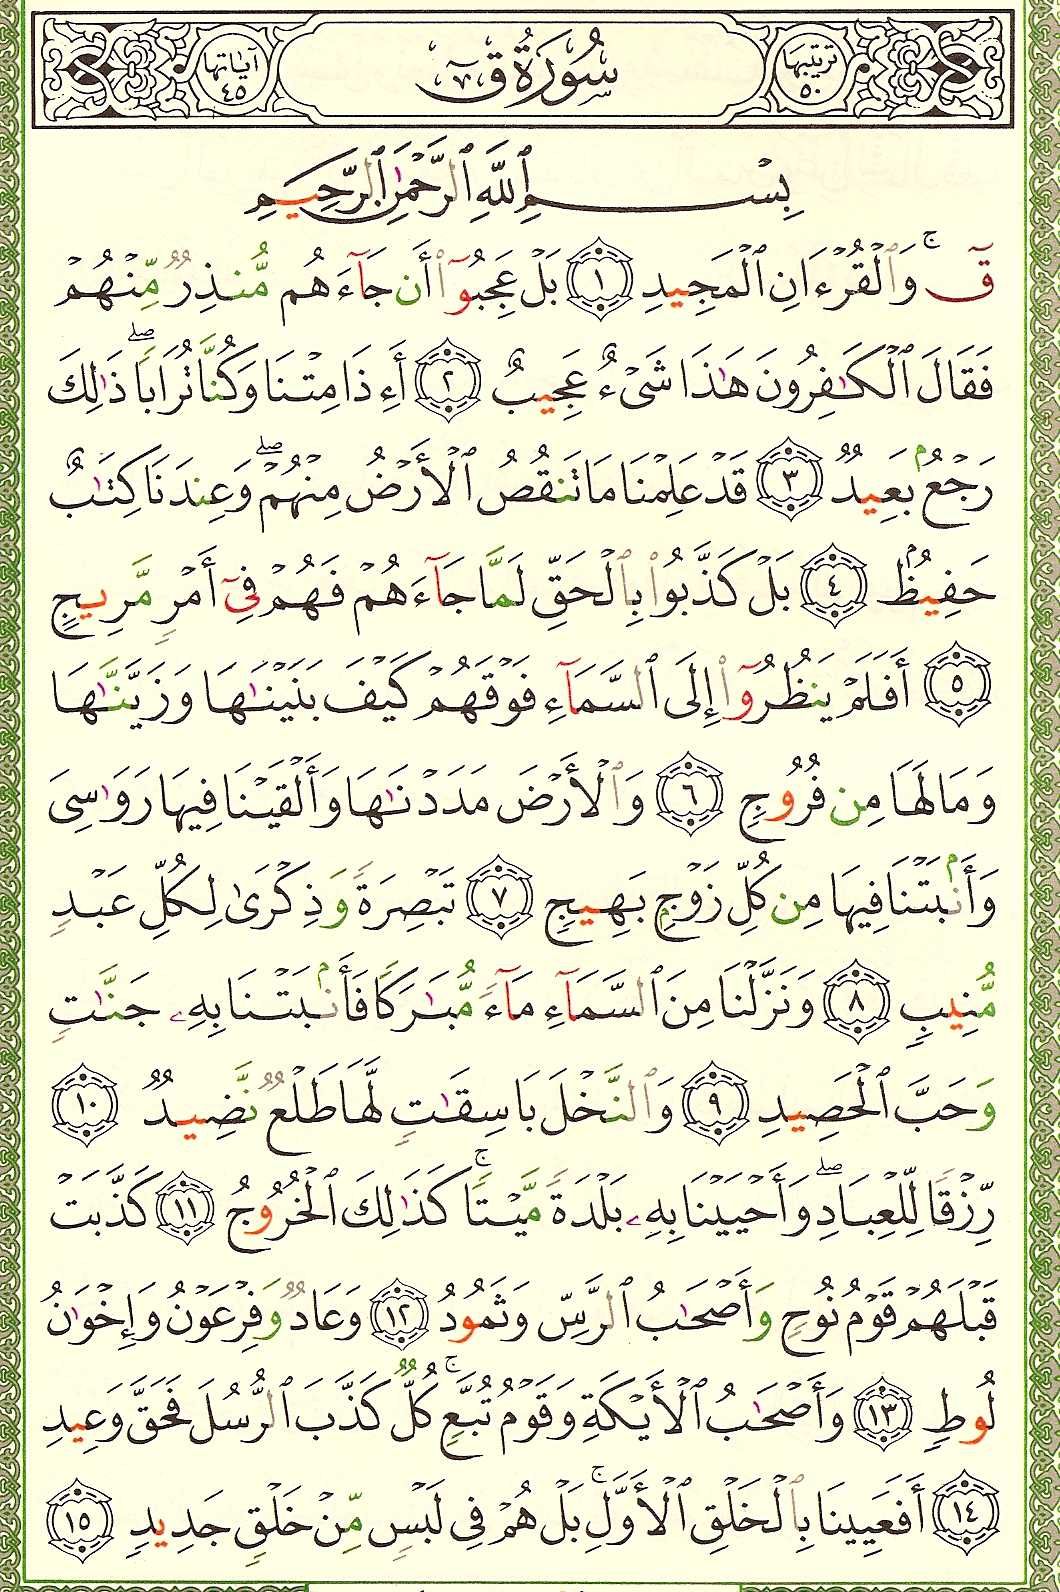 ترتيبها ٥٠ سُورَةُ قٓ آياتها ٤٥
بِسْمِ ٱللَّهِ ٱلرَّحْمَٰنِ ٱلرَّحِيمِ
قٓ ۚ وَٱلْقُرْءَانِ ٱلْمَجِيدِ ١ بَلْ عَجِبُوٓا۟ أَن جَآءَهُم مُّنذِرٌ مِّنْهُمْ
فَقَالَ ٱلْكَٰفِرُونَ هَٰذَا شَىْءٌ عَجِيبٌ ٢ أَءِذَا مِتْنَا وَكُنَّا تُرَابًا ۖ ذَٰلِكَ
رَجْعٌۢ بَعِيدٌ ٣ قَدْ عَلِمْنَا مَا تَنقُصُ ٱلْأَرْضُ مِنْهُمْ ۖ وَعِندَنَا كِتَٰبٌ
حَفِيظٌۢ ٤ بَلْ كَذَّبُوا۟ بِٱلْحَقِّ لَمَّا جَآءَهُمْ فَهُمْ فِىٓ أَمْرٍ مَّرِيجٍ
٥ أَفَلَمْ يَنظُرُوٓا۟ إِلَى ٱلسَّمَآءِ فَوْقَهُمْ كَيْفَ بَنَيْنَٰهَا وَزَيَّنَّٰهَا
وَمَا لَهَا مِن فُرُوجٍ ٦ وَٱلْأَرْضَ مَدَدْنَٰهَا وَأَلْقَيْنَا فِيهَا رَوَٰسِىَ
وَأَنۢبَتْنَا فِيهَا مِن كُلِّ زَوْجٍۭ بَهِيجٍ ٧ تَبْصِرَةً وَذِكْرَىٰ لِكُلِّ عَبْدٍ
مُّنِيبٍ ٨ وَنَزَّلْنَا مِنَ ٱلسَّمَآءِ مَآءً مُّبَٰرَكًا فَأَنۢبَتْنَا بِهِۦ جَنَّٰتٍ
وَحَبَّ ٱلْحَصِيدِ ٩ وَٱلنَّخْلَ بَاسِقَٰتٍ لَّهَا طَلْعٌ نَّضِيدٌ ١٠
رِّزْقًا لِّلْعِبَادِ ۖ وَأَحْيَيْنَا بِهِۦ بَلْدَةً مَّيْتًا ۚ كَذَٰلِكَ ٱلْخُرُوجُ ١١ كَذَّبَتْ
قَبْلَهُمْ قَوْمُ نُوحٍ وَأَصْحَٰبُ ٱلرَّسِّ وَثَمُودُ ١٢ وَعَادٌ وَفِرْعَوْنُ وَإِخْوَٰنُ
لُوطٍ ١٣ وَأَصْحَٰبُ ٱلْأَيْكَةِ وَقَوْمُ تُبَّعٍ ۚ كُلٌّ كَذَّبَ ٱلرُّسُلَ فَحَقَّ وَعِيدِ
١٤ أَفَعَيِينَا بِٱلْخَلْقِ ٱلْأَوَّلِ ۚ بَلْ هُمْ فِى لَبْسٍ مِّنْ خَلْقٍ جَدِيدٍ ١٥